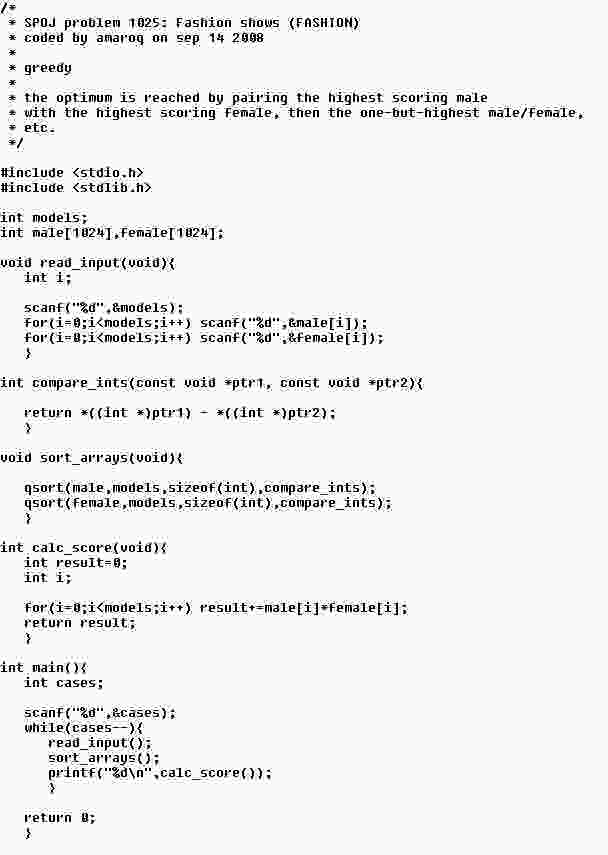 /*
 * SPOJ problem 1025: Fashion shows (FASHION)
 * coded by amaroq on sep 14 2008
 *
 * greedy
 *
 * the optimum is reached by pairing the highest scoring male
 * with the highest scoring female, then the one-but-highest male/female,
 * etc.
 */

#include <stdio.h>
#include <stdlib.h>

int models;
int male[1024],female[1024];

void read_input(void){
   int i;

   scanf("%d",&models);
   for(i=0;i<models;i++) scanf("%d",&male[i]);
   for(i=0;i<models;i++) scanf("%d",&female[i]);
   }

int compare_ints(const void *ptr1, const void *ptr2){

   return *((int *)ptr1) - *((int *)ptr2);
   }

void sort_arrays(void){

   qsort(male,models,sizeof(int),compare_ints);
   qsort(female,models,sizeof(int),compare_ints);
   }

int calc_score(void){
   int result=0;
   int i;

   for(i=0;i<models;i++) result+=male[i]*female[i];
   return result;
   }

int main(){
   int cases;

   scanf("%d",&cases);
   while(cases--){
      read_input();
      sort_arrays();
      printf("%d\n",calc_score());
      }

   return 0;
   }